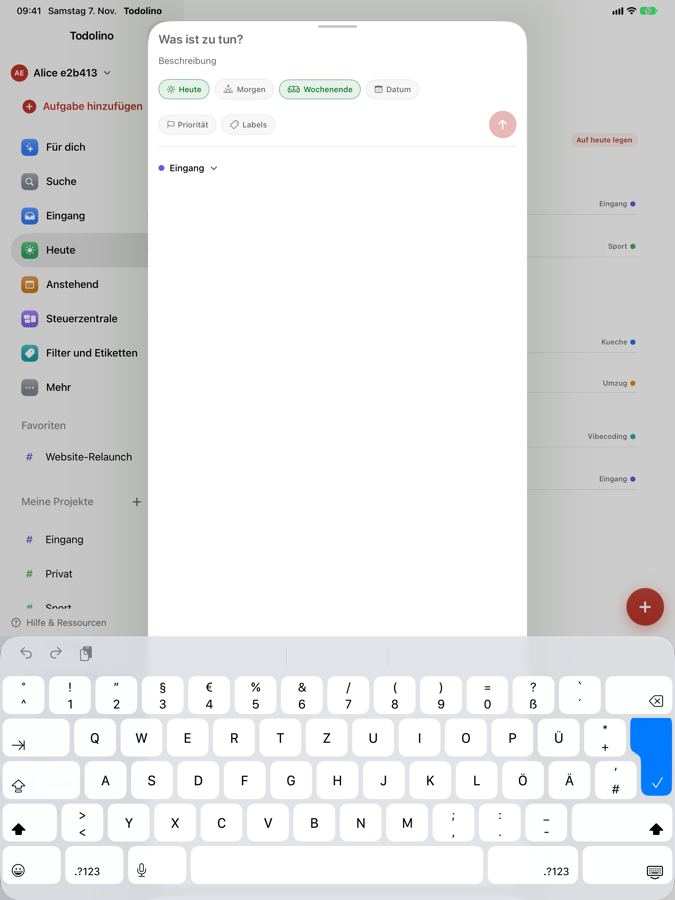 09:41 Samstag 7. Nov. Todolino
Todolino
AE Alice e2b413
Aufgabe hinzufügen
Für dich
Suche
Eingang
Heute
Anstehend
Steuerzentrale
Filter und Etiketten
Mehr
Favoriten
# Website-Relaunch
Meine Projekte +
# Eingang
# Privat
# Sport
Hilfe & Ressourcen
Was ist zu tun?
Beschreibung
Heute Morgen Wochenende Datum
Priorität Labels
Eingang
Auf heute legen
Eingang
Sport
Kueche
Umzug
Vibecoding
Eingang
+
° ! " § € % & / ( ) = ? `
^ 1 2 3 4 5 6 7 8 9 0 ß ´
Q W E R T Z U I O P Ü * +
A S D F G H J K L Ö Ä ' #
> < Y X C V B N M ; , : . _ -
.?123 .?123